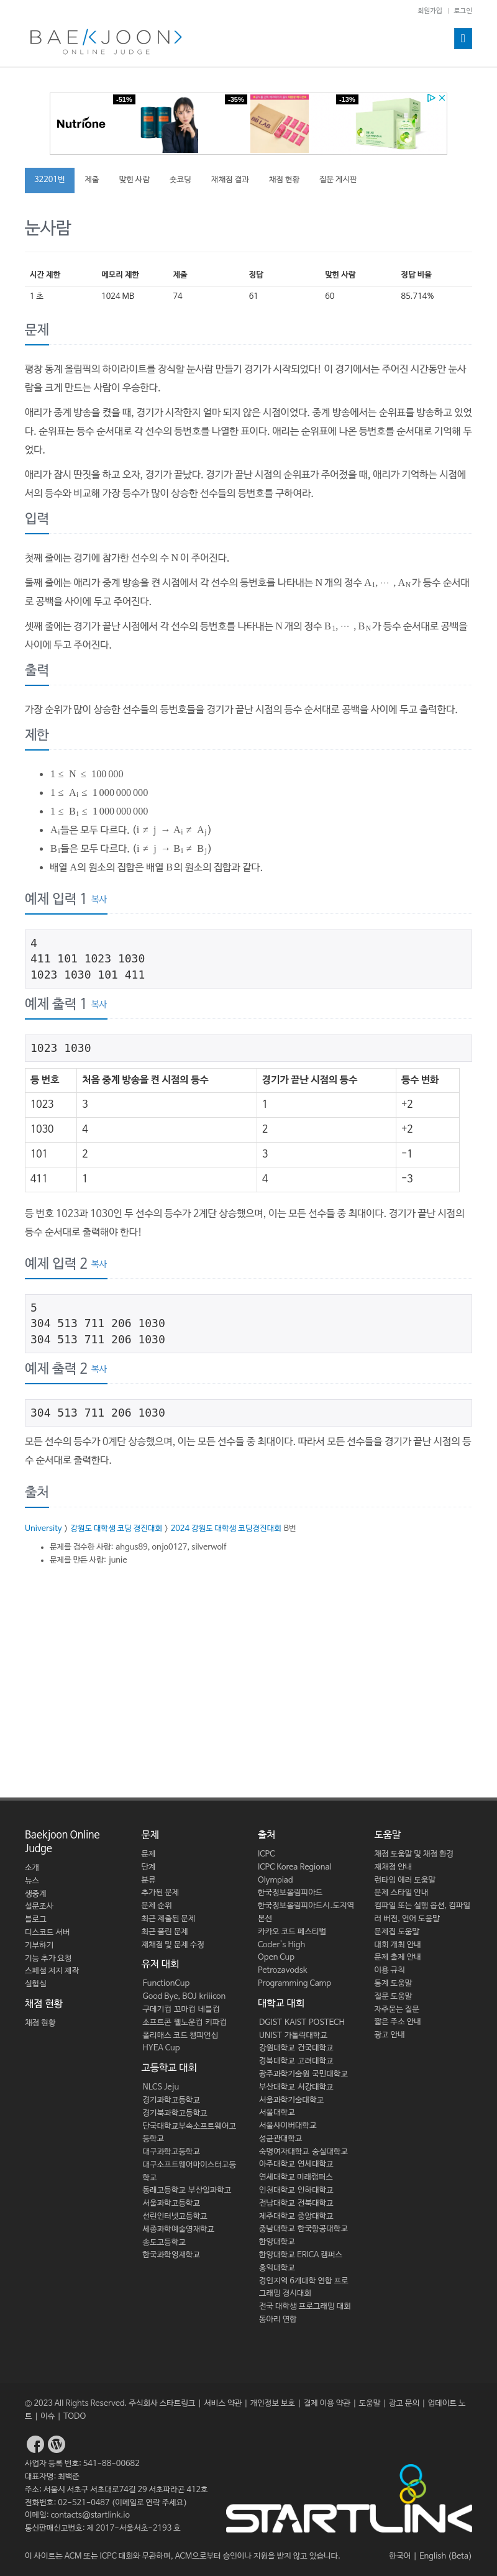 회원가입 | 로그인
BAEKJOON
ONLINE JUDGE
Nutrione
-51%
-35%
-13%
32201번 제출 맞힌 사람 숏코딩 재채점 결과 채점 현황 질문 게시판
눈사람
시간 제한 메모리 제한 제출 정답 맞힌 사람 정답 비율
1 초 1024 MB 74 61 60 85.714%
문제
평창 동계 올림픽의 하이라이트를 장식할 눈사람 만들기 경기가 시작되었다! 이 경기에서는 주어진 시간동안 눈사
람을 크게 만드는 사람이 우승한다.
애리가 중계 방송을 켰을 때, 경기가 시작한지 얼마 되지 않은 시점이었다. 중계 방송에서는 순위표를 방송하고 있었
다. 순위표는 등수 순서대로 각 선수의 등번호를 나열한 표이다. 애리는 순위표에 나온 등번호를 순서대로 기억해 두
었다.
애리가 잠시 딴짓을 하고 오자, 경기가 끝났다. 경기가 끝난 시점의 순위표가 주어졌을 때, 애리가 기억하는 시점에
서의 등수와 비교해 가장 등수가 많이 상승한 선수들의 등번호를 구하여라.
입력
첫째 줄에는 경기에 참가한 선수의 수 N이 주어진다.
둘째 줄에는 애리가 중계 방송을 켠 시점에서 각 선수의 등번호를 나타내는 N개의 정수 A₁, ⋯ , A_N가 등수 순서대
로 공백을 사이에 두고 주어진다.
셋째 줄에는 경기가 끝난 시점에서 각 선수의 등번호를 나타내는 N개의 정수 B₁, ⋯ , B_N가 등수 순서대로 공백을
사이에 두고 주어진다.
출력
가장 순위가 많이 상승한 선수들의 등번호들을 경기가 끝난 시점의 등수 순서대로 공백을 사이에 두고 출력한다.
제한
1 ≤ N ≤ 100 000
1 ≤ Aᵢ ≤ 1 000 000 000
1 ≤ Bᵢ ≤ 1 000 000 000
Aᵢ들은 모두 다르다. (i ≠ j → Aᵢ ≠ Aⱼ)
Bᵢ들은 모두 다르다. (i ≠ j → Bᵢ ≠ Bⱼ)
배열 A의 원소의 집합은 배열 B의 원소의 집합과 같다.
예제 입력 1 복사
4
411 101 1023 1030
1023 1030 101 411
예제 출력 1 복사
1023 1030
등 번호 처음 중계 방송을 켠 시점의 등수 경기가 끝난 시점의 등수 등수 변화
1023 3 1 +2
1030 4 2 +2
101 2 3 -1
411 1 4 -3
등 번호 1023과 1030인 두 선수의 등수가 2계단 상승했으며, 이는 모든 선수들 중 최대이다. 경기가 끝난 시점의
등수 순서대로 출력해야 한다!
예제 입력 2 복사
5
304 513 711 206 1030
304 513 711 206 1030
예제 출력 2 복사
304 513 711 206 1030
모든 선수의 등수가 0계단 상승했으며, 이는 모든 선수들 중 최대이다. 따라서 모든 선수들을 경기가 끝난 시점의 등
수 순서대로 출력한다.
출처
University > 강원도 대학생 코딩 경진대회 > 2024 강원도 대학생 코딩경진대회 B번
문제를 검수한 사람: ahgus89, onjo0127, silverwolf
문제를 만든 사람: junie
Baekjoon Online
Judge
소개
뉴스
생중계
설문조사
블로그
디스코드 서버
기부하기
기능 추가 요청
스페셜 저지 제작
실험실
채점 현황
채점 현황
문제
문제
단계
분류
추가된 문제
문제 순위
최근 제출된 문제
최근 풀린 문제
재채점 및 문제 수정
유저 대회
FunctionCup
Good Bye, BOJ kriiicon
구데기컵 꼬마컵 네블컵
소프트콘 웰노운컵 키파컵
폴리매스 코드 챔피언십
HYEA Cup
고등학교 대회
NLCS Jeju
경기과학고등학교
경기북과학고등학교
단국대학교부속소프트웨어고
등학교
대구과학고등학교
대구소프트웨어마이스터고등
학교
동래고등학교 부산일과학고
서울과학고등학교
선린인터넷고등학교
세종과학예술영재학교
송도고등학교
한국과학영재학교
출처
ICPC
ICPC Korea Regional
Olympiad
한국정보올림피아드
한국정보올림피아드시.도지역
본선
카카오 코드 페스티벌
Coder's High
Open Cup
Petrozavodsk
Programming Camp
대학교 대회
DGIST KAIST POSTECH
UNIST 가톨릭대학교
강원대학교 건국대학교
경북대학교 고려대학교
광주과학기술원 국민대학교
부산대학교 서강대학교
서울과학기술대학교
서울대학교
서울사이버대학교
성균관대학교
숙명여자대학교 숭실대학교
아주대학교 연세대학교
연세대학교 미래캠퍼스
인천대학교 인하대학교
전남대학교 전북대학교
제주대학교 중앙대학교
충남대학교 한국항공대학교
한양대학교
한양대학교 ERICA 캠퍼스
홍익대학교
경인지역 6개대학 연합 프로
그래밍 경시대회
전국 대학생 프로그래밍 대회
동아리 연합
도움말
채점 도움말 및 채점 환경
재채점 안내
런타임 에러 도움말
문제 스타일 안내
컴파일 또는 실행 옵션, 컴파일
러 버전, 언어 도움말
문제집 도움말
대회 개최 안내
문제 출제 안내
이용 규칙
통계 도움말
질문 도움말
자주묻는 질문
짧은 주소 안내
광고 안내
© 2023 All Rights Reserved. 주식회사 스타트링크 | 서비스 약관 | 개인정보 보호 | 결제 이용 약관 | 도움말 | 광고 문의 | 업데이트 노
트 | 이슈 | TODO
사업자 등록 번호: 541-88-00682
대표자명: 최백준
주소: 서울시 서초구 서초대로74길 29 서초파라곤 412호
전화번호: 02-521-0487 (이메일로 연락 주세요)
이메일: contacts@startlink.io
통신판매신고번호: 제 2017-서울서초-2193 호
STARTLINK
이 사이트는 ACM 또는 ICPC 대회와 무관하며, ACM으로부터 승인이나 지원을 받지 않고 있습니다.
한국어 | English (Beta)